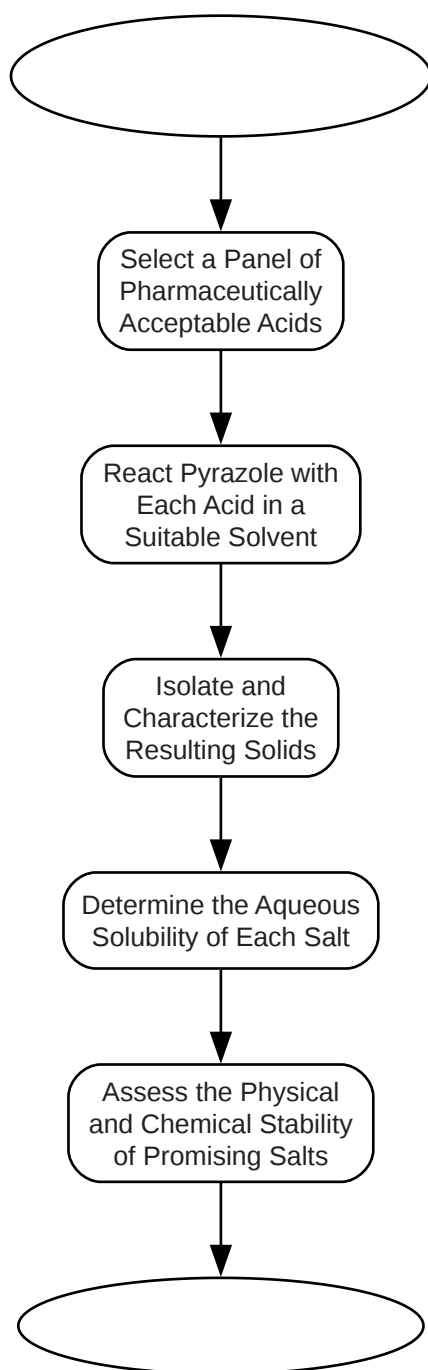 Select a Panel of
Pharmaceutically
Acceptable Acids
React Pyrazole with
Each Acid in a
Suitable Solvent
Isolate and
Characterize the
Resulting Solids
Determine the Aqueous
Solubility of Each Salt
Assess the Physical
and Chemical Stability
of Promising Salts